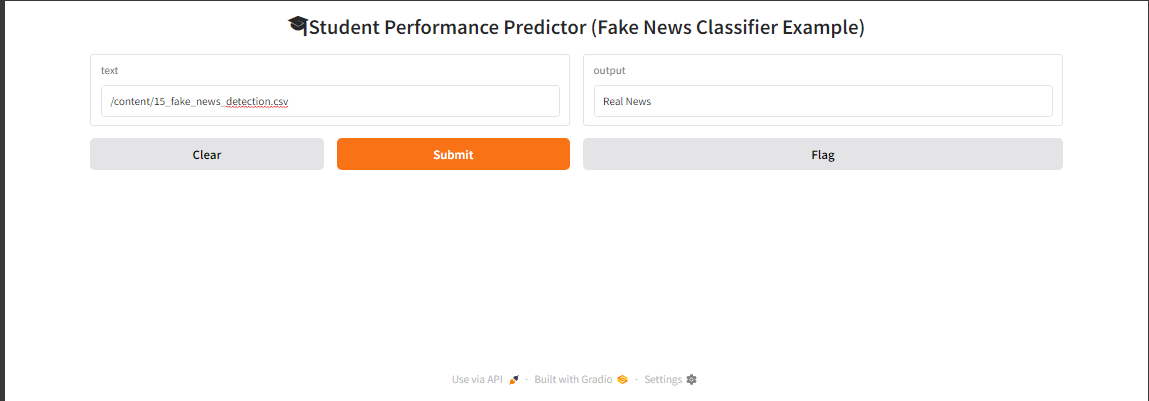 🎓Student Performance Predictor (Fake News Classifier Example)
text
/content/15_fake_news_detection.csv
output
Real News
Clear
Submit
Flag
Use via API 🚀 · Built with Gradio · Settings ⚙